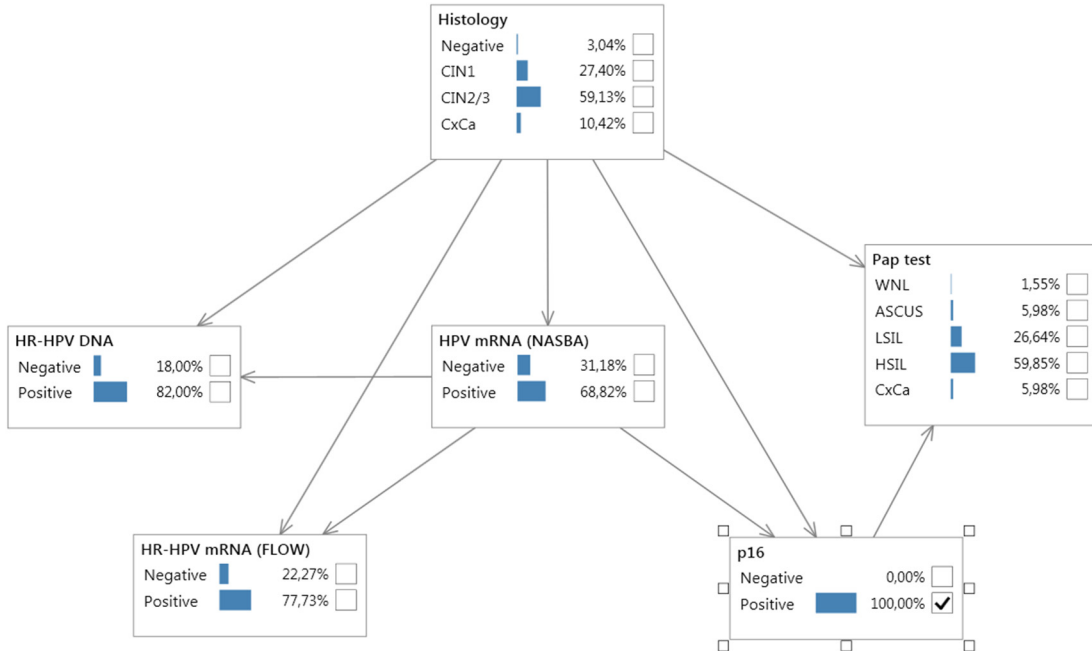 Histology
Negative 3,04%
CIN1 27,40%
CIN2/3 59,13%
CxCa 10,42%
Pap test
WNL 1,55%
ASCUS 5,98%
LSIL 26,64%
HSIL 59,85%
CxCa 5,98%
HR-HPV DNA
Negative 18,00%
Positive 82,00%
HPV mRNA (NASBA)
Negative 31,18%
Positive 68,82%
HR-HPV mRNA (FLOW)
Negative 22,27%
Positive 77,73%
p16
Negative 0,00%
Positive 100,00%